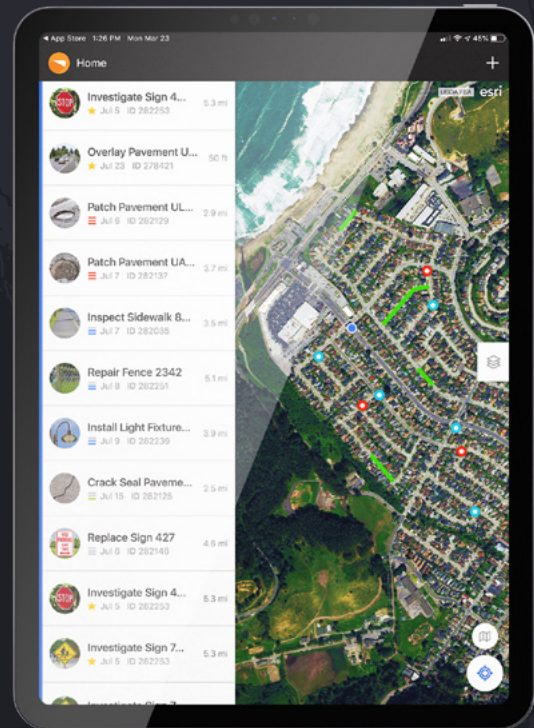 App Store 1:26 PM Mon Mar 23
45%
Home
USDA FSA esri
Investigate Sign 4...
5.3 mi
Jul 5 ID 282253
Overlay Pavement U...
50 ft
Jul 23 ID 278421
Patch Pavement UL...
2.9 mi
Jul 6 ID 282129
Patch Pavement UA...
3.7 mi
Jul 7 ID 282137
Inspect Sidewalk 8...
3.5 mi
Jul 7 ID 282035
Repair Fence 2342
5.1 mi
Jul 8 ID 282251
Install Light Fixture...
3.9 mi
Jul 9 ID 282236
Crack Seal Paveme...
2.5 mi
Jul 15 ID 282125
Replace Sign 427
4.6 mi
Jul 6 ID 282146
Investigate Sign 4...
5.3 mi
Jul 5 ID 282253
Investigate Sign 7...
5.3 mi
Jul 5 ID 282253
STOP
STOP